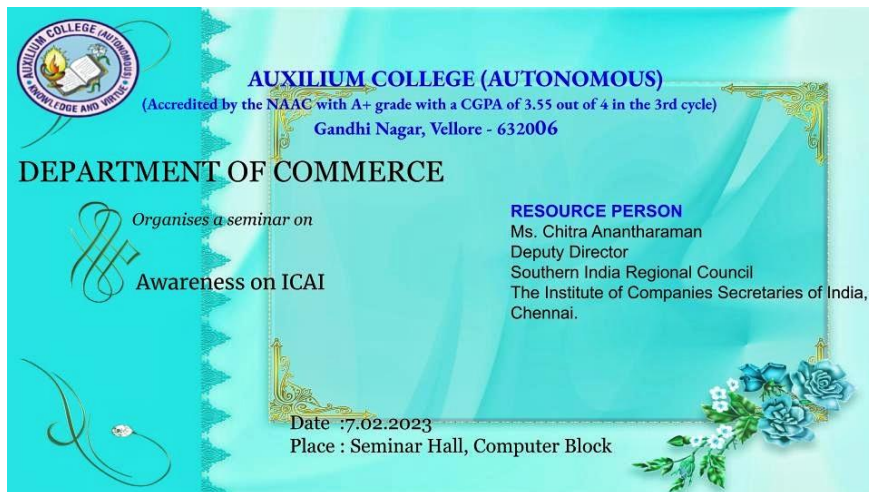 AUXILIUM COLLEGE (AUTONOMOUS)
KNOWLEDGE AND VIRTUE
AUXILIUM COLLEGE (AUTONOMOUS)
(Accredited by the NAAC with A+ grade with a CGPA of 3.55 out of 4 in the 3rd cycle)
Gandhi Nagar, Vellore - 632006
DEPARTMENT OF COMMERCE
Organises a seminar on
Awareness on ICAI
RESOURCE PERSON
Ms. Chitra Anantharaman
Deputy Director
Southern India Regional Council
The Institute of Companies Secretaries of India,
Chennai.
Date :7.02.2023
Place : Seminar Hall, Computer Block